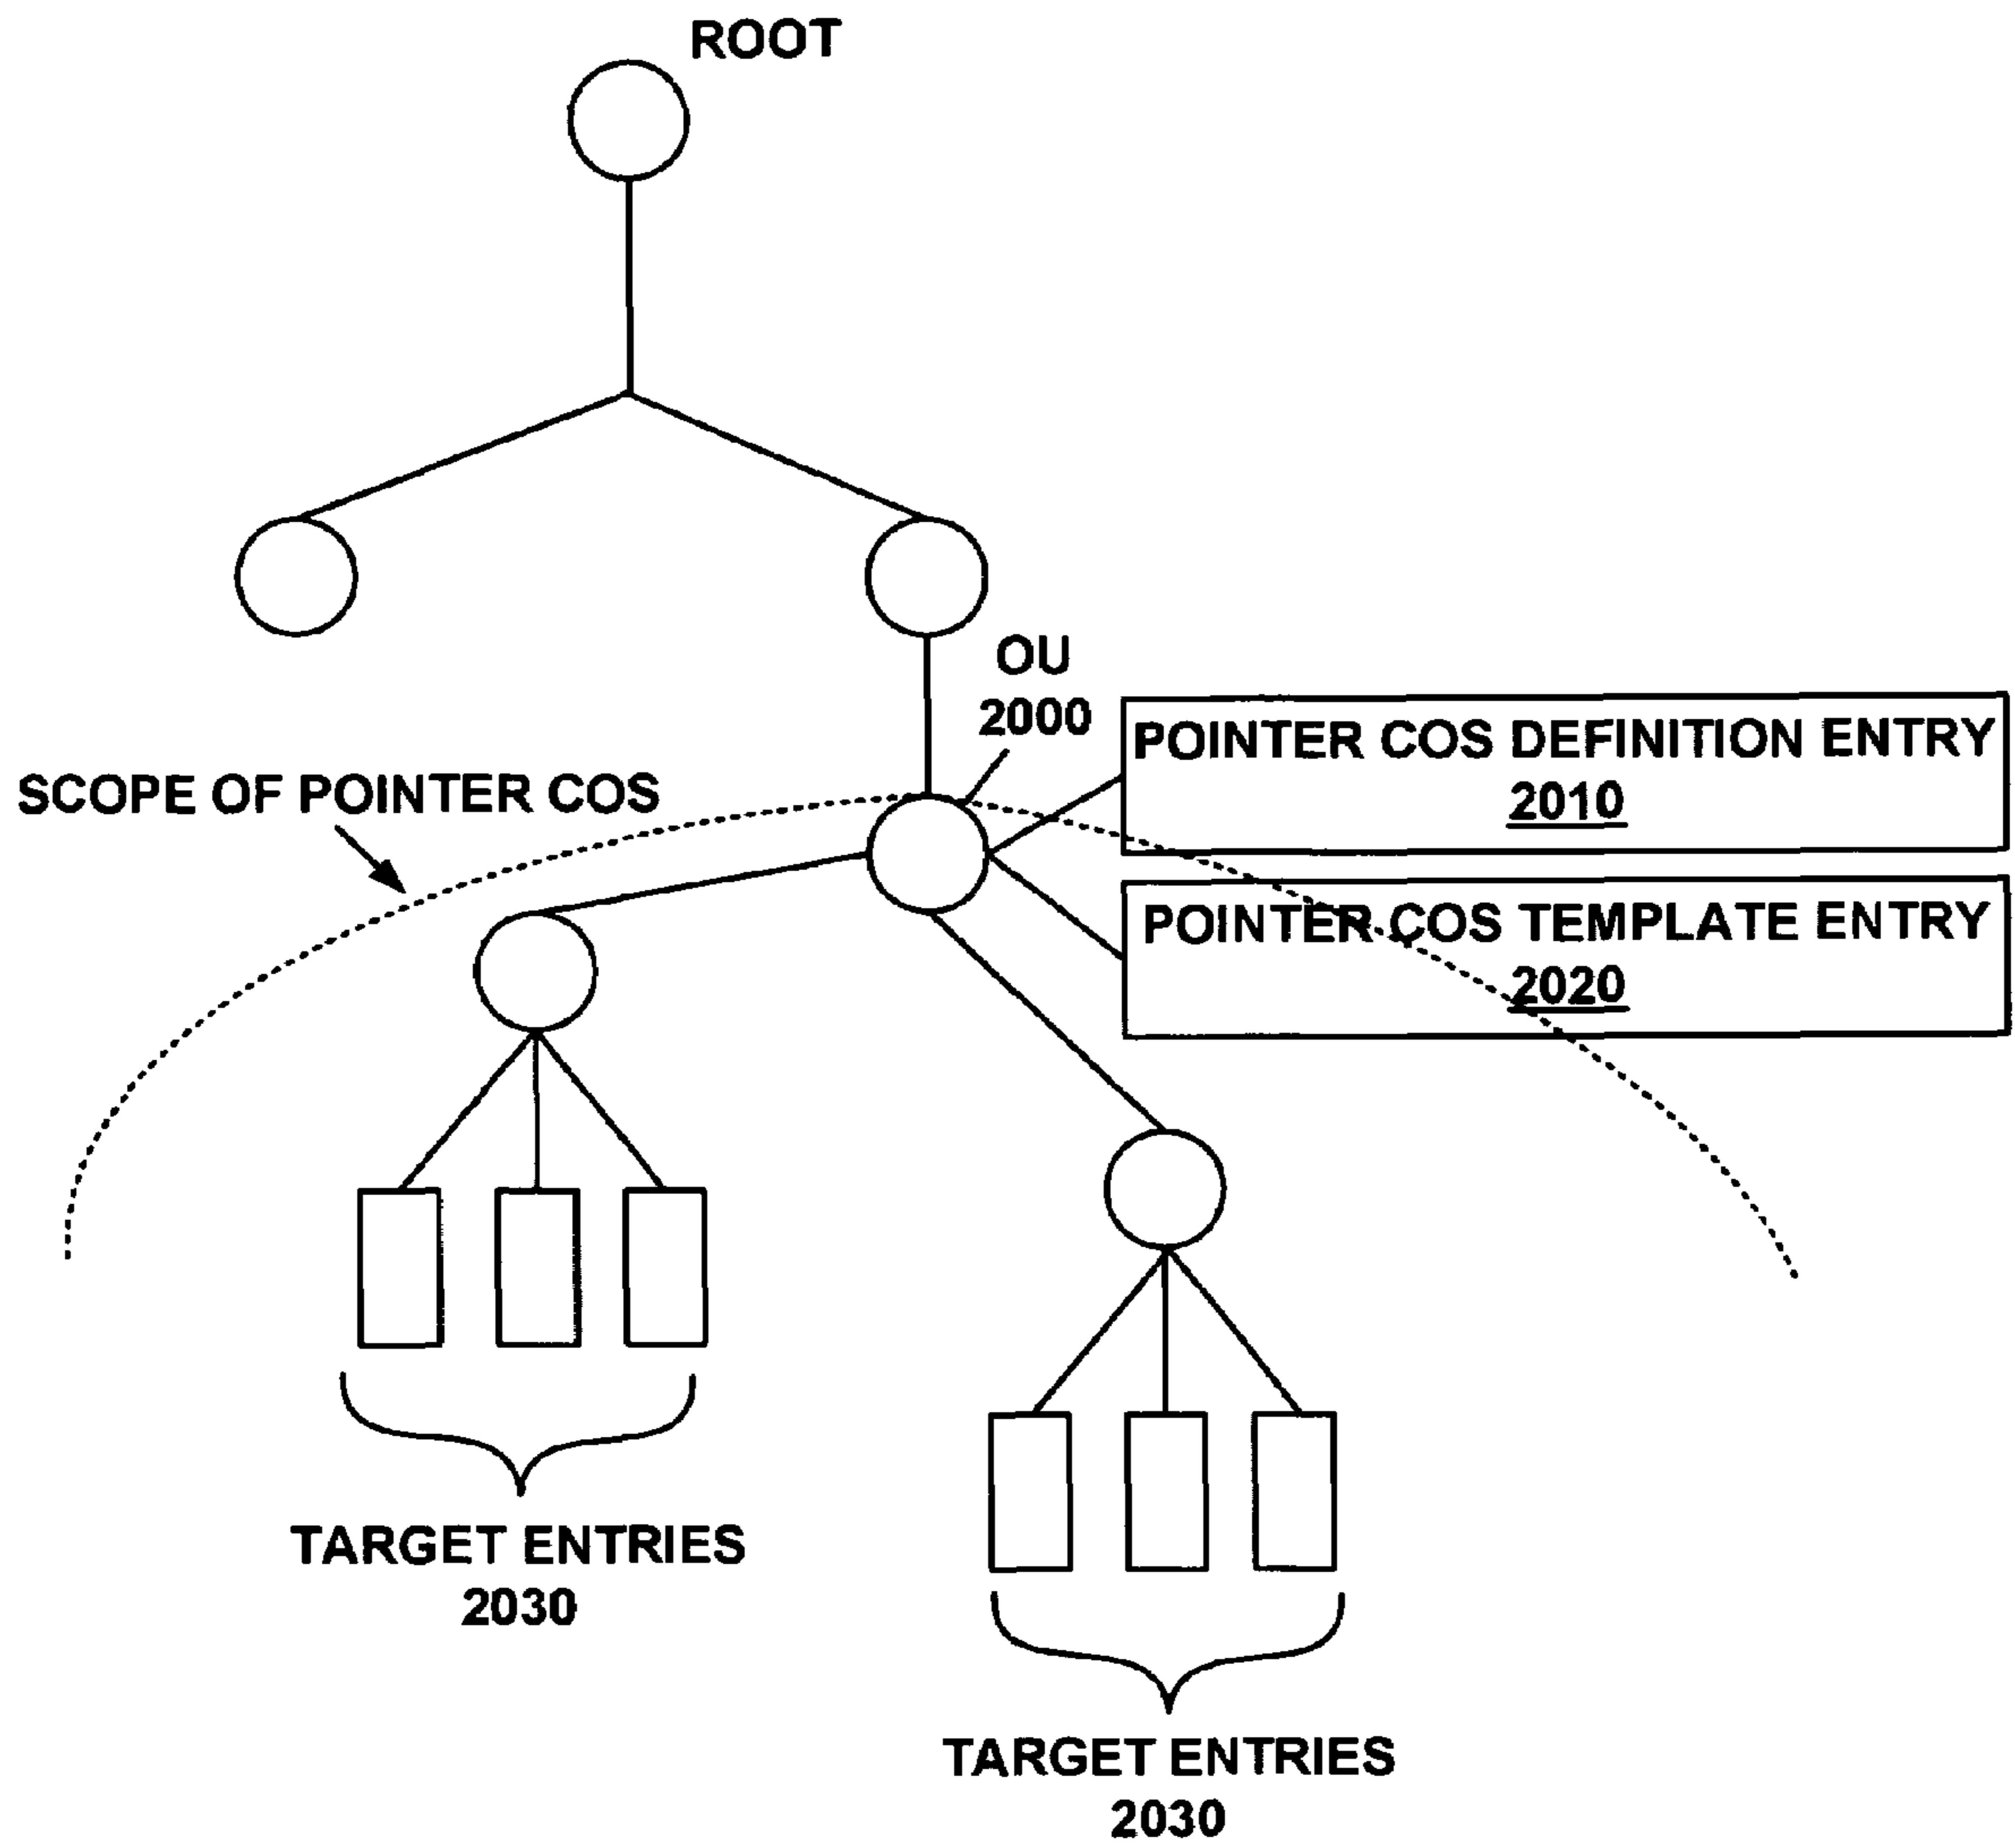 ROOT
OU
2000
POINTER COS DEFINITION ENTRY
2010
SCOPE OF POINTER COS
POINTER COS TEMPLATE ENTRY
2020
TARGET ENTRIES
2030
TARGET ENTRIES
2030